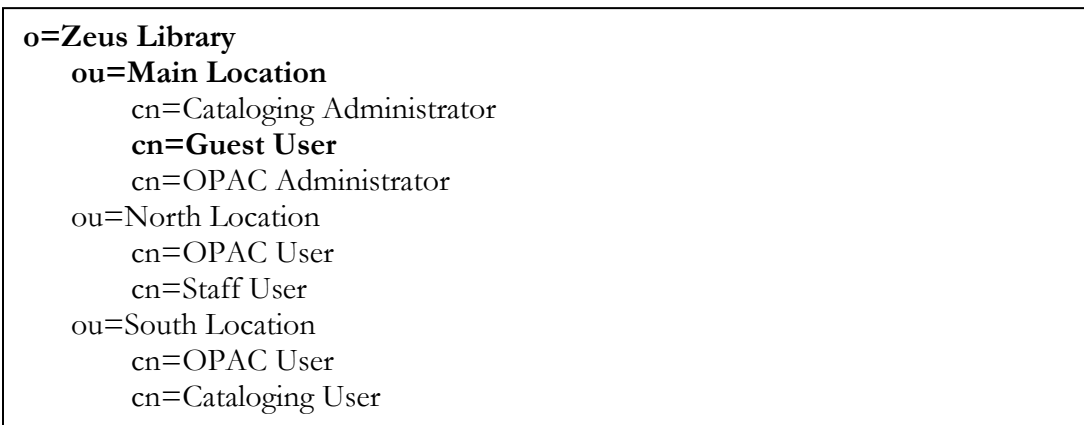 o=Zeus Library
ou=Main Location
cn=Cataloging Administrator
cn=Guest User
cn=OPAC Administrator
ou=North Location
cn=OPAC User
cn=Staff User
ou=South Location
cn=OPAC User
cn=Cataloging User